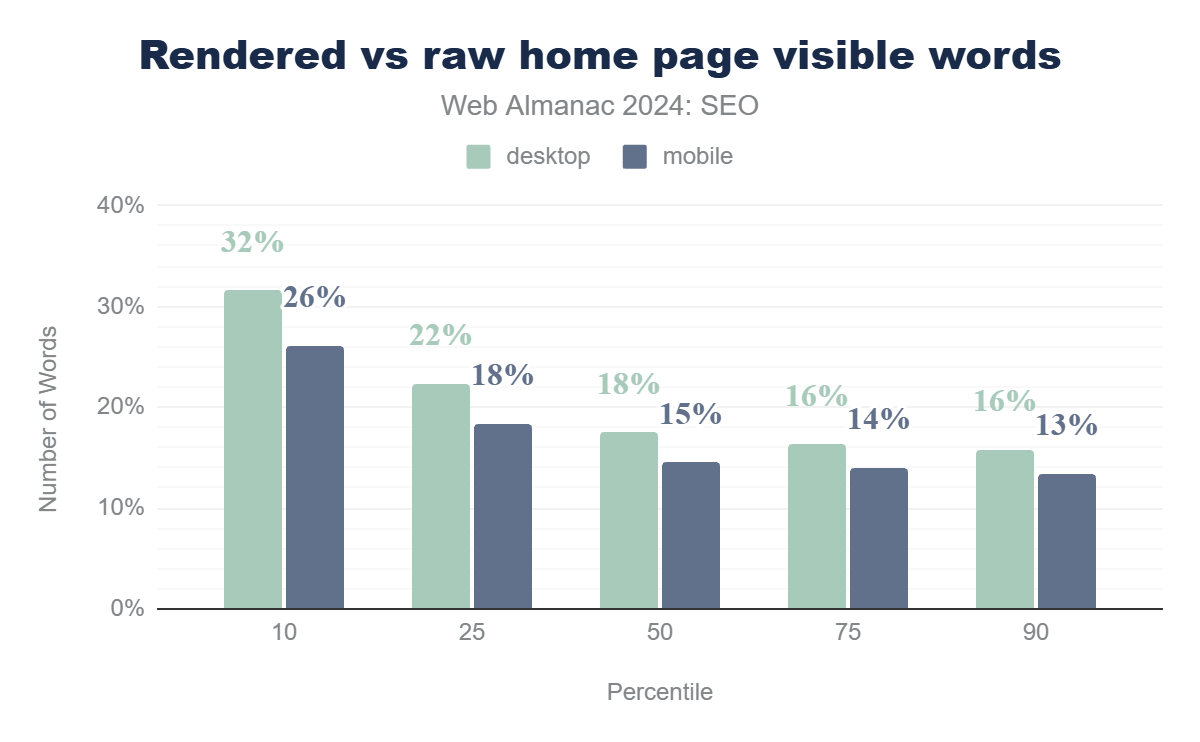 Rendered vs raw home page visible words
Web Almanac 2024: SEO
desktop mobile
Number of Words
40%
30%
20%
10%
0%
32%
26%
22%
18%
18%
15%
16%
14%
16%
13%
10 25 50 75 90
Percentile